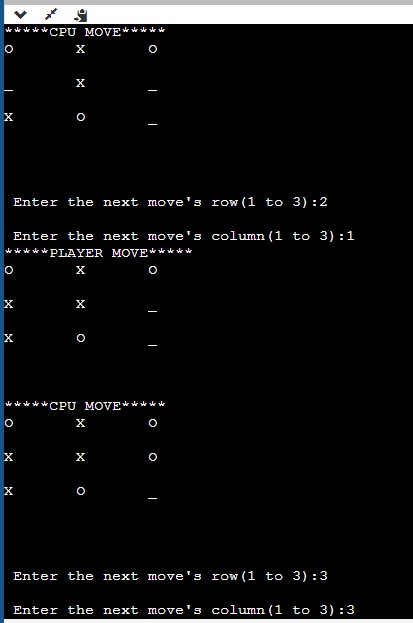 *****CPU MOVE*****
O X O
_ X _
X O _
Enter the next move's row(1 to 3):2
Enter the next move's column(1 to 3):1
*****PLAYER MOVE*****
O X O
X X _
X O _
*****CPU MOVE*****
O X O
X X O
X O _
Enter the next move's row(1 to 3):3
Enter the next move's column(1 to 3):3